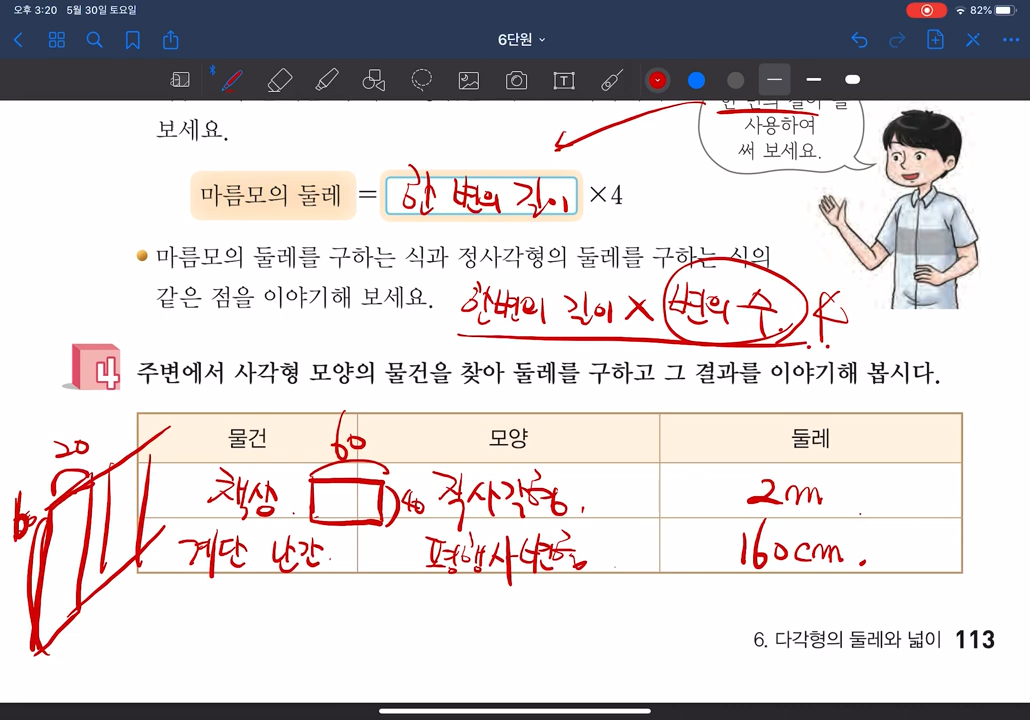 오후 3:20 5월 30일 토요일
82%
6단원
보세요.
한 변의 길이 를
사용하여
써 보세요.
마름모의 둘레 = 한 변의 길이 ×4
마름모의 둘레를 구하는 식과 정사각형의 둘레를 구하는 식의
같은 점을 이야기해 보세요. 한변의 길이 × 변의 수.
4 주변에서 사각형 모양의 물건을 찾아 둘레를 구하고 그 결과를 이야기해 봅시다.
물건 모양 둘레
60
20
책상. 40 직사각형. 2m
60
계단 난간. 평행사변형 160cm.
6. 다각형의 둘레와 넓이 113